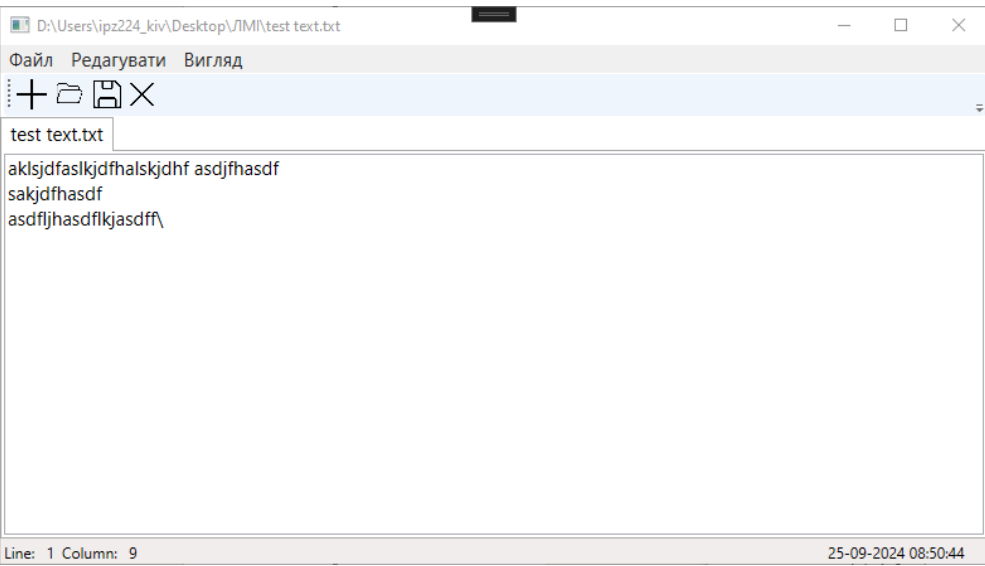 D:\Users\ipz224_kiv\Desktop\ЛМІ\test text.txt
Файл Редагувати Вигляд
test text.txt
aklsjdfaslkjdfhalskjdhf asdjfhasdf
sakjdfhasdf
asdfljhasdflkjasdff\
Line: 1 Column: 9 25-09-2024 08:50:44